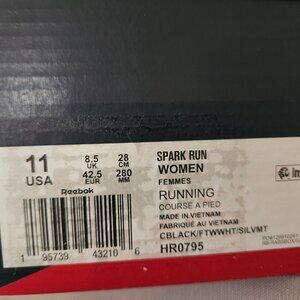 11
USA
8.5
UK
28
CM
42.5
EUR
280
MM
Reebok
1 95739 43210 6
SPARK RUN
WOMEN
FEMMES
RUNNING
COURSE A PIED
MADE IN VIETNAM
FABRIQUÉ AU VIETNAM
CBLACK/FTWWHT/SILVMT
HR0795